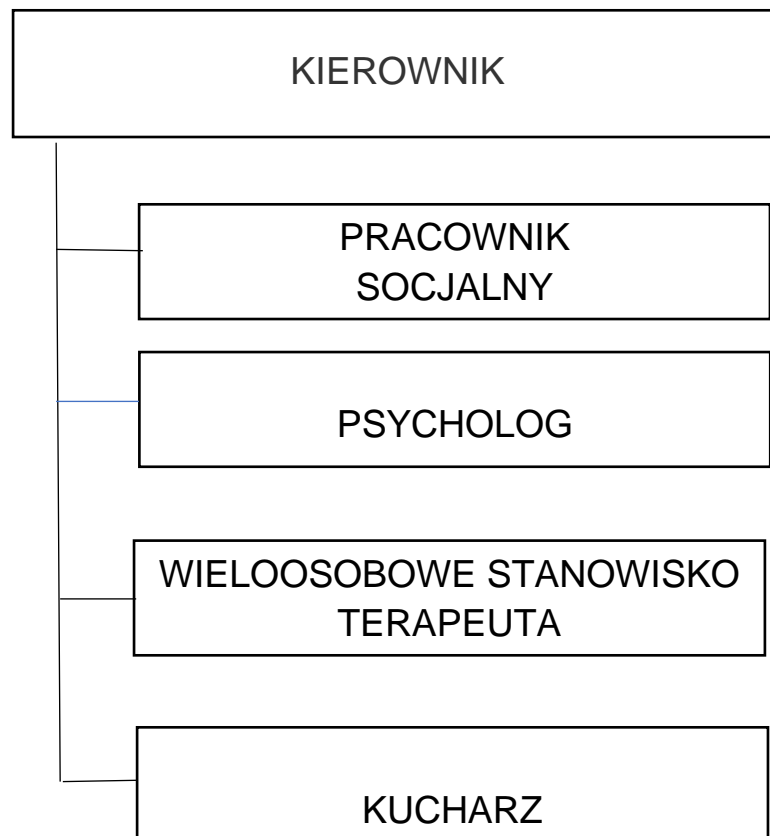 KIEROWNIK
PRACOWNIK
SOCJALNY
PSYCHOLOG
WIELOOSOBOWE STANOWISKO
TERAPEUTA
KUCHARZ